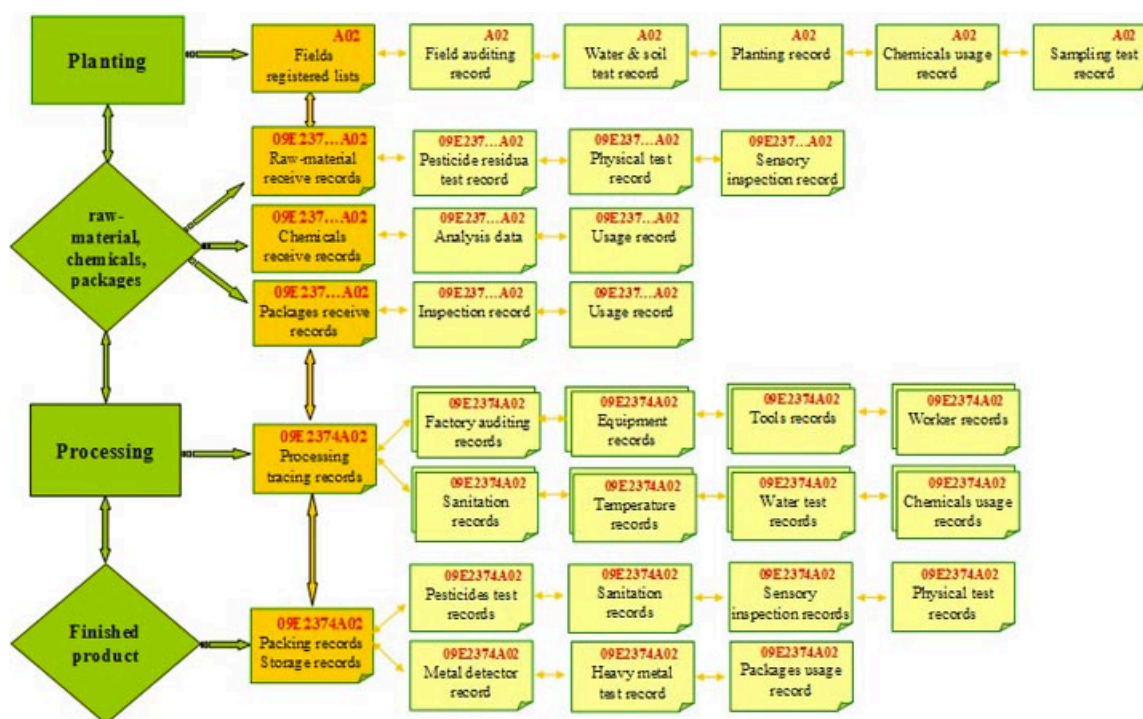 Planting
A02
Fields
registered lists
A02
Field auditing
record
A02
Water & soil
test record
A02
Planting record
A02
Chemicals usage
record
A02
Sampling test
record
raw-
material,
chemicals,
packages
09E237...A02
Raw-material
receive records
09E237...A02
Pesticide residua
test record
09E237...A02
Physical test
record
09E237...A02
Sensory
inspection record
09E237...A02
Chemicals
receive records
09E237...A02
Analysis data
09E237...A02
Usage record
09E237...A02
Packages receive
records
09E237...A02
Inspection record
09E237...A02
Usage record
Processing
09E2374A02
Processing
tracing records
09E2374A02
Factory auditing
records
09E2374A02
Equipment
records
09E2374A02
Tools records
09E2374A02
Worker records
09E2374A02
Sanitation
records
09E2374A02
Temperature
records
09E2374A02
Water test
records
09E2374A02
Chemicals usage
records
Finished
product
09E2374A02
Packing records
Storage records
09E2374A02
Pesticides test
records
09E2374A02
Sanitation
records
09E2374A02
Sensory
inspection records
09E2374A02
Physical test
records
09E2374A02
Metal detector
record
09E2374A02
Heavy metal
test record
09E2374A02
Packages usage
record